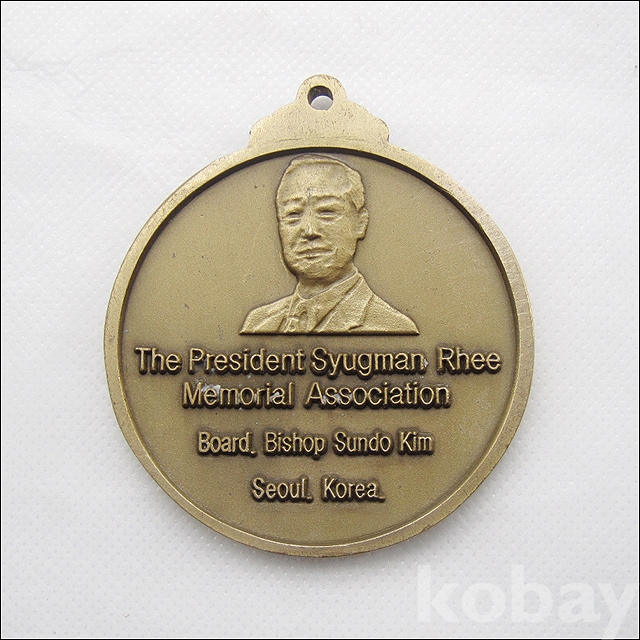 The President Syugman Rhee
Memorial Association
Board. Bishop Sundo Kim
Seoul. Korea.
kobay